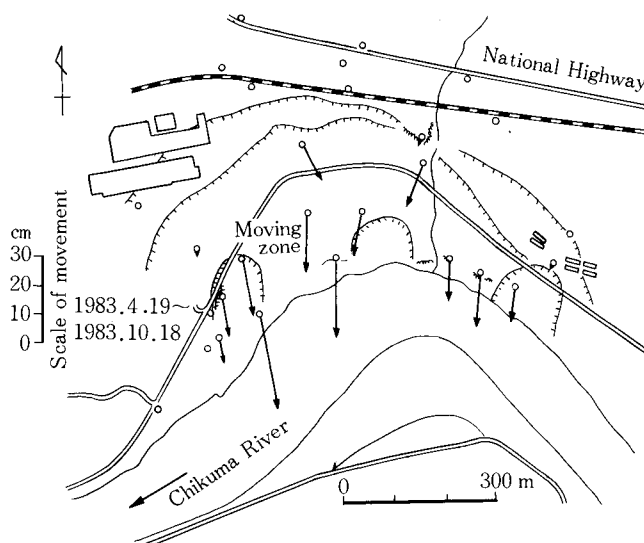 National Highway
Moving
zone
cm
30
20
10
0
Scale of movement
1983.4.19~
1983.10.18
Chikuma River
0
300 m